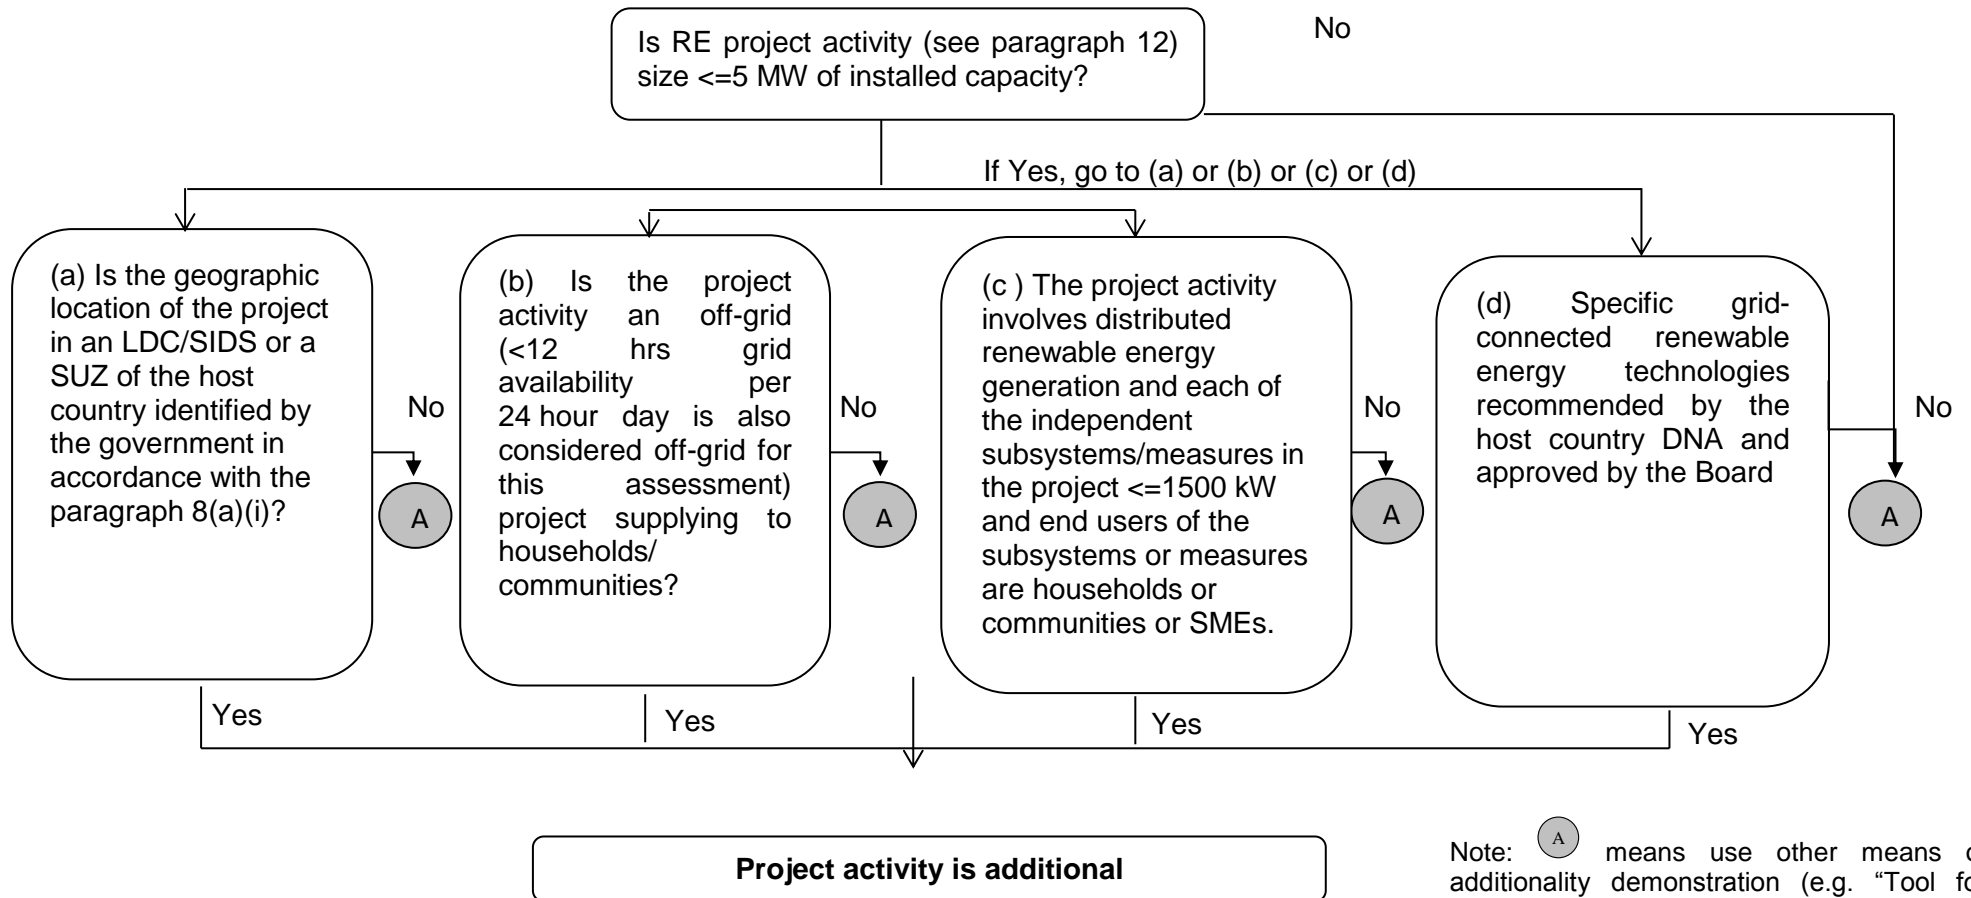 No
Is RE project activity (see paragraph 12)
size <=5 MW of installed capacity?
If Yes, go to (a) or (b) or (c) or (d)
(a) Is the geographic
location of the project
in an LDC/SIDS or a
SUZ of the host
country identified by
the government in
accordance with the
paragraph 8(a)(i)?
No
A
(b) Is the project
activity an off-grid
(<12 hrs grid
availability per
24 hour day is also
considered off-grid for
this assessment)
project supplying to
households/
communities?
No
A
(c ) The project activity
involves distributed
renewable energy
generation and each of
the independent
subsystems/measures in
the project <=1500 kW
and end users of the
subsystems or measures
are households or
communities or SMEs.
No
A
(d) Specific grid-
connected renewable
energy technologies
recommended by the
host country DNA and
approved by the Board
No
A
Yes
Yes
Yes
Yes
Project activity is additional
Note: A means use other means
additionality demonstration (e.g. “Tool